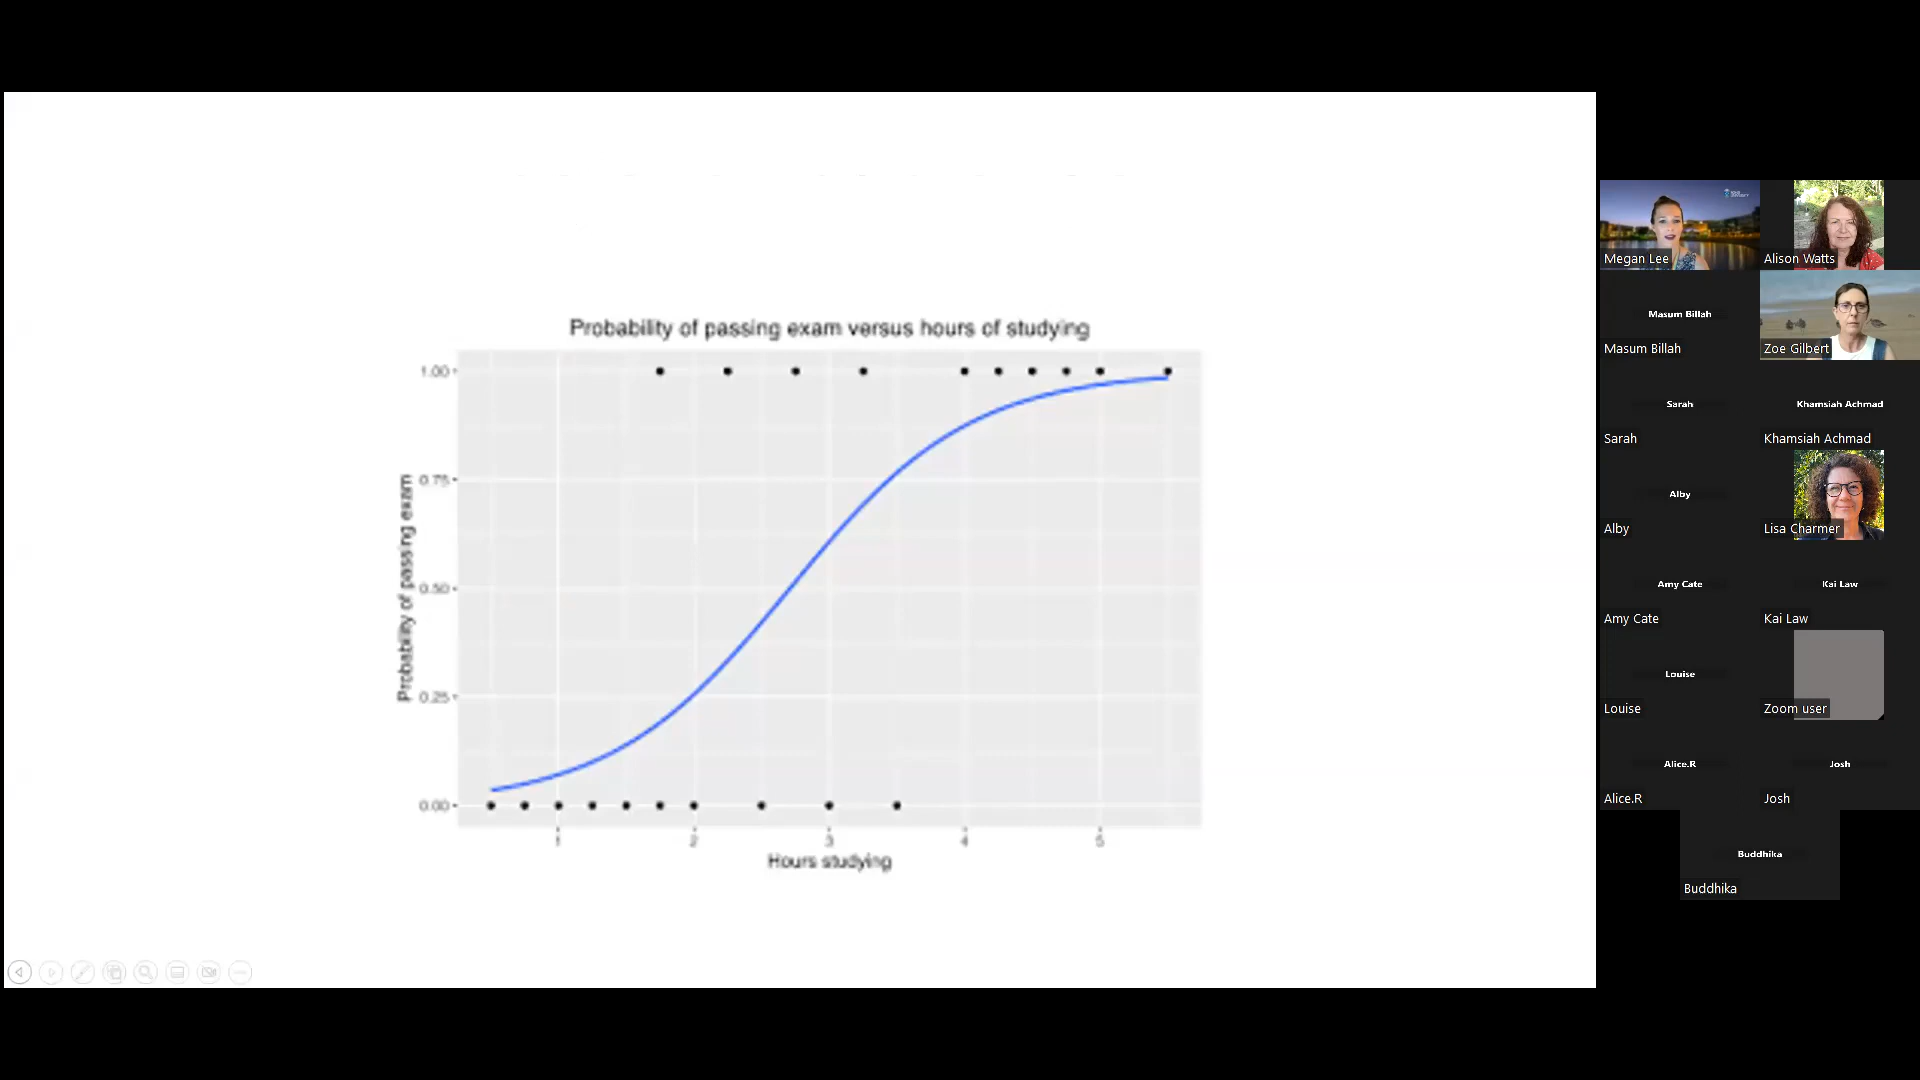 Probability of passing exam versus hours of studying
Probability of passing exam
1.00
0.75
0.50
0.25
0.00
1 2 3 4 5
Hours studying
Megan Lee
Alison Watts
Masum Billah
Masum Billah
Zoe Gilbert
Sarah
Khamsiah Achmad
Sarah
Khamsiah Achmad
Alby
Alby
Lisa Charmer
Amy Cate
Kai Law
Amy Cate
Kai Law
Louise
Louise
Zoom user
Alice.R
Josh
Alice.R
Josh
Buddhika
Buddhika